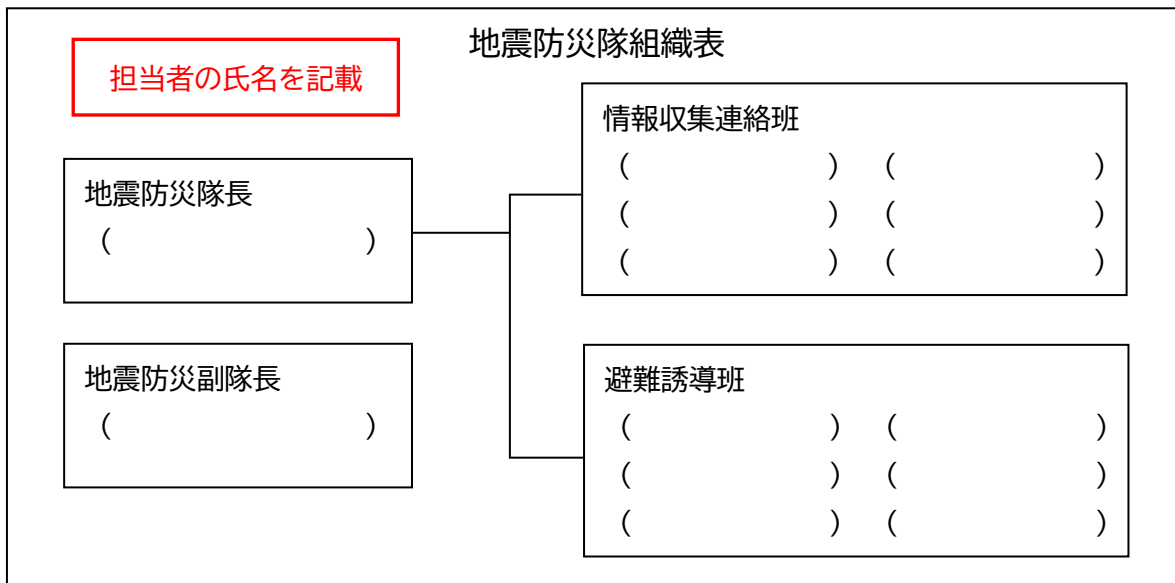 地震防災隊組織表
担当者の氏名を記載
地震防災隊長
（　　　　　　　　　　）
地震防災副隊長
（　　　　　　　　　　）
情報収集連絡班
（　　　　　　　　）（　　　　　　　　）
（　　　　　　　　）（　　　　　　　　）
（　　　　　　　　）（　　　　　　　　）
避難誘導班
（　　　　　　　　）（　　　　　　　　）
（　　　　　　　　）（　　　　　　　　）
（　　　　　　　　）（　　　　　　　　）